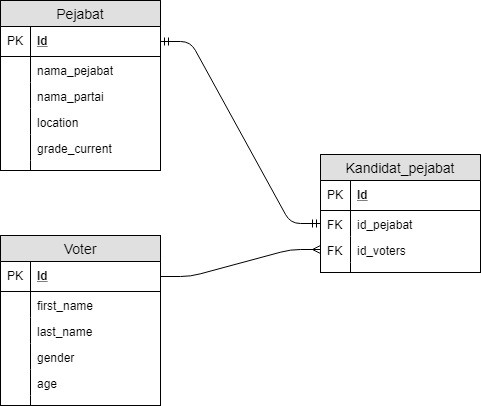 Pejabat
PK Id
nama_pejabat
nama_partai
location
grade_current
Kandidat_pejabat
PK Id
FK id_pejabat
FK id_voters
Voter
PK Id
first_name
last_name
gender
age